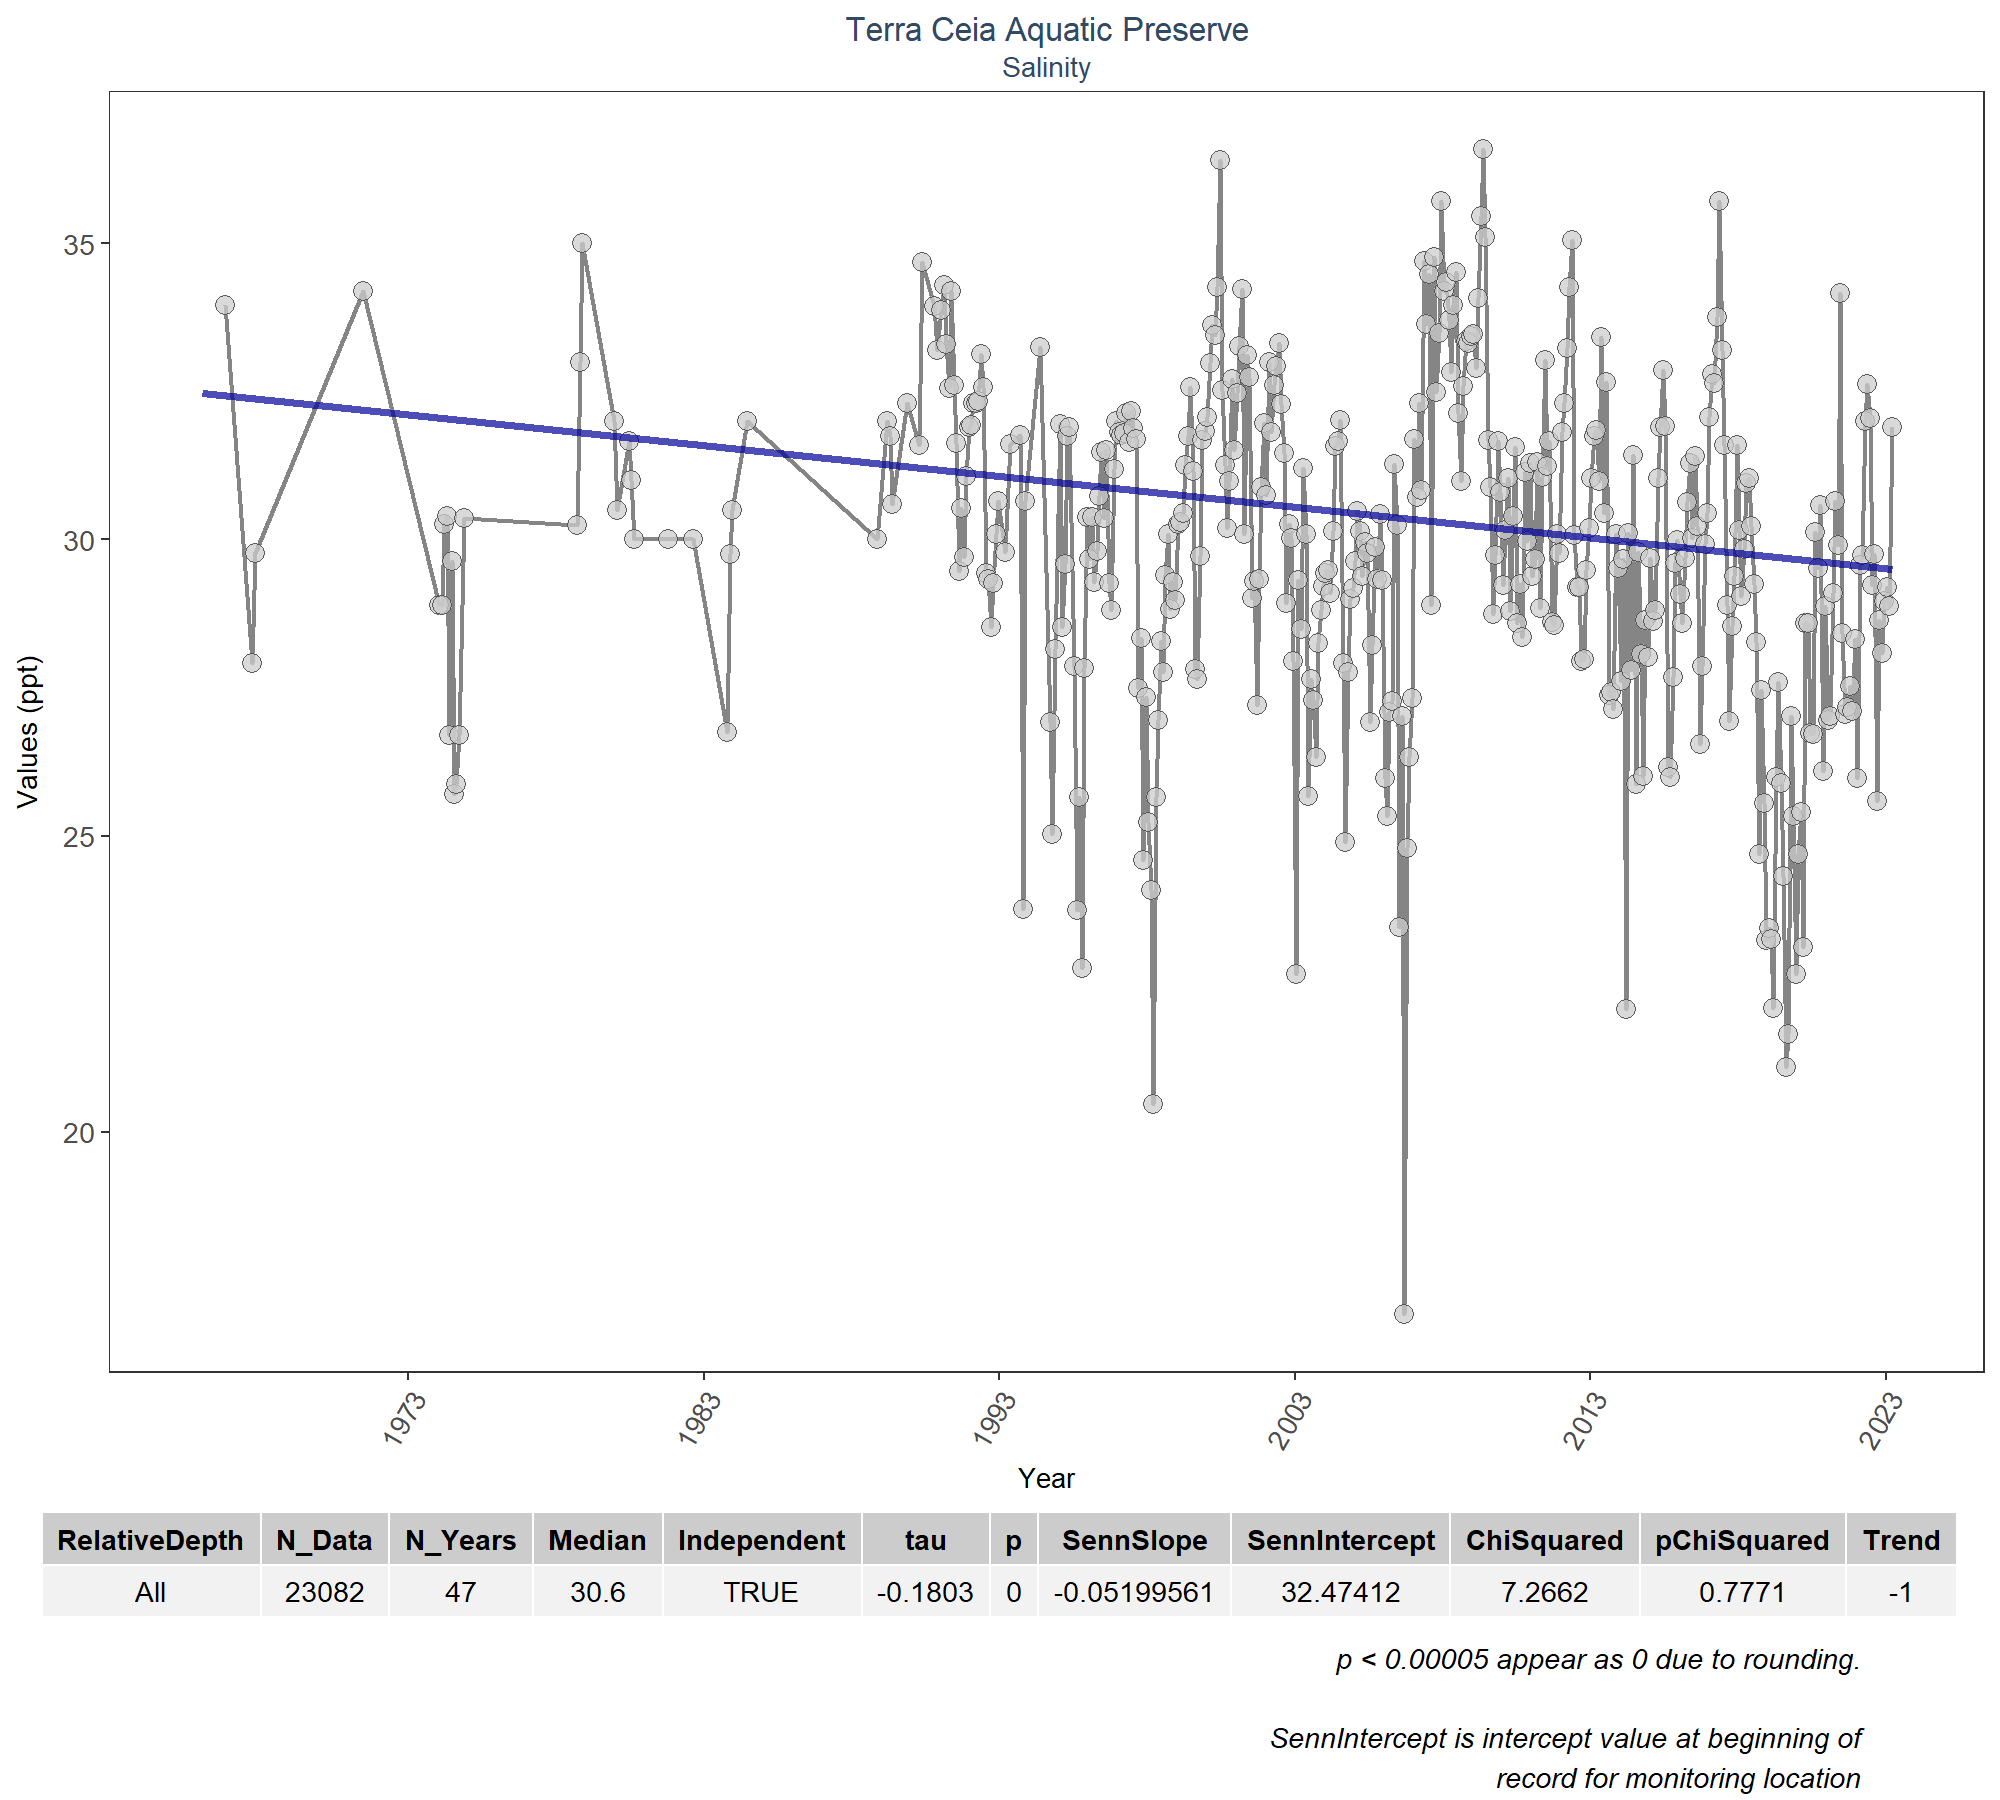 Terra Ceia Aquatic Preserve
Salinity
Values (ppt)
35
30
25
20
1973 1983 1993 2003 2013 2023
Year
RelativeDepth N_Data N_Years Median Independent tau p SennSlope SennIntercept ChiSquared pChiSquared Trend
All 23082 47 30.6 TRUE -0.1803 0 -0.05199561 32.47412 7.2662 0.7771 -1
p < 0.00005 appear as 0 due to rounding.
SennIntercept is intercept value at beginning of
record for monitoring location